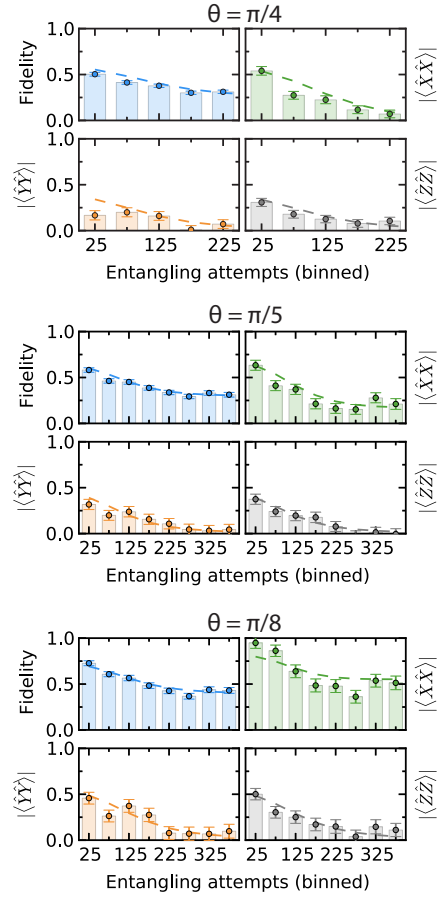 θ = π/4
1.0
0.5
0.0
Fidelity
|⟨X̂X̂⟩|
1.0
0.5
0.0
|⟨ŶŶ⟩|
|⟨ẐẐ⟩|
25 125 225 25 125 225
Entangling attempts (binned)
θ = π/5
1.0
0.5
0.0
Fidelity
|⟨X̂X̂⟩|
1.0
0.5
0.0
|⟨ŶŶ⟩|
|⟨ẐẐ⟩|
25 125 225 325 25 125 225 325
Entangling attempts (binned)
θ = π/8
1.0
0.5
0.0
Fidelity
|⟨X̂X̂⟩|
1.0
0.5
0.0
|⟨ŶŶ⟩|
|⟨ẐẐ⟩|
25 125 225 325 25 125 225 325
Entangling attempts (binned)